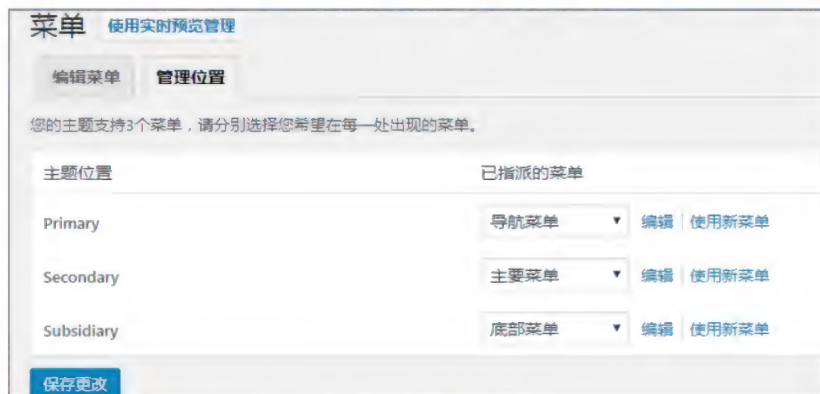 菜单 使用实时预览管理
编辑菜单 管理位置
您的主题支持3个菜单，请分别选择您希望在每一处出现的菜单。
主题位置 已指派的菜单
Primary 导航菜单 编辑 使用新菜单
Secondary 主要菜单 编辑 使用新菜单
Subsidiary 底部菜单 编辑 使用新菜单
保存更改